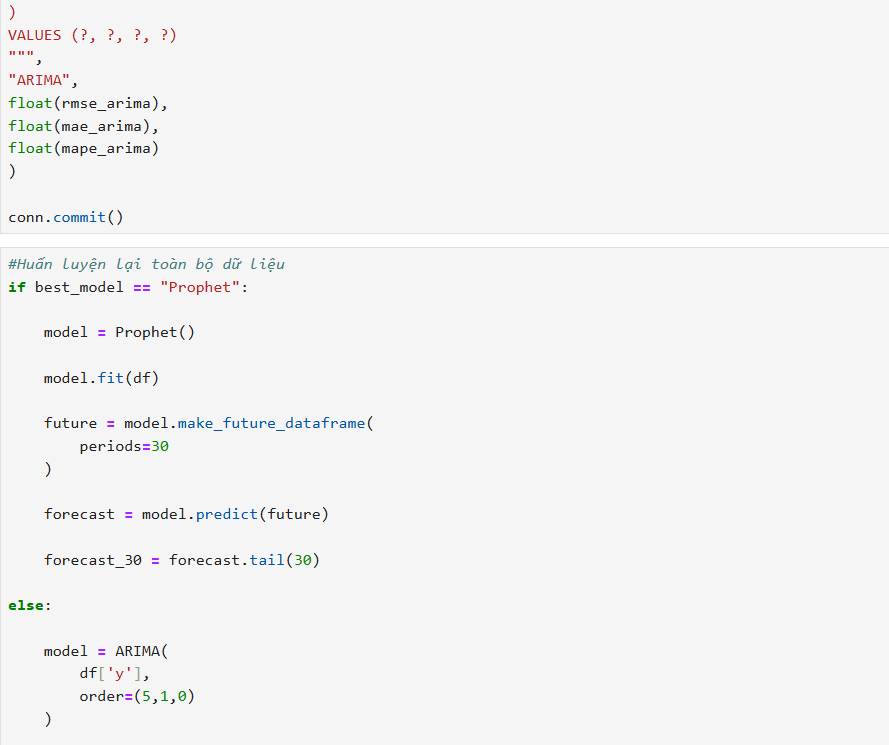 )
VALUES (?, ?, ?, ?)
""",
"ARIMA",
float(rmse_arima),
float(mae_arima),
float(mape_arima)
)
conn.commit()
#Huấn luyện lại toàn bộ dữ liệu
if best_model == "Prophet":
model = Prophet()
model.fit(df)
future = model.make_future_dataframe(
periods=30
)
forecast = model.predict(future)
forecast_30 = forecast.tail(30)
else:
model = ARIMA(
df['y'],
order=(5,1,0)
)